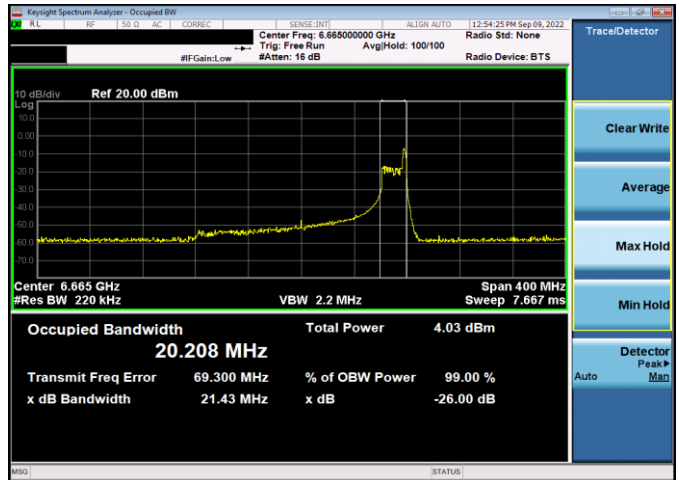 Keysight Spectrum Analyzer - Occupied BW
RL RF 50 Ω AC CORREC SENSE:INT ALIGN AUTO 12:54:25 PM Sep 09, 2022
Center Freq: 6.665000000 GHz Radio Std: None
Trig: Free Run Avg|Hold: 100/100
#IFGain:Low #Atten: 16 dB Radio Device: BTS
Trace/Detector
10 dB/div Ref 20.00 dBm
Log
10.0
0.00
-10.0
-20.0
-30.0
-40.0
-50.0
-60.0
-70.0
Center 6.665 GHz Span 400 MHz
#Res BW 220 kHz VBW 2.2 MHz Sweep 7.667 ms
Occupied Bandwidth Total Power 4.03 dBm
20.208 MHz
Transmit Freq Error 69.300 MHz % of OBW Power 99.00 %
x dB Bandwidth 21.43 MHz x dB -26.00 dB
Clear Write
Average
Max Hold
Min Hold
Detector
Peak▶
Auto Man
MSG STATUS